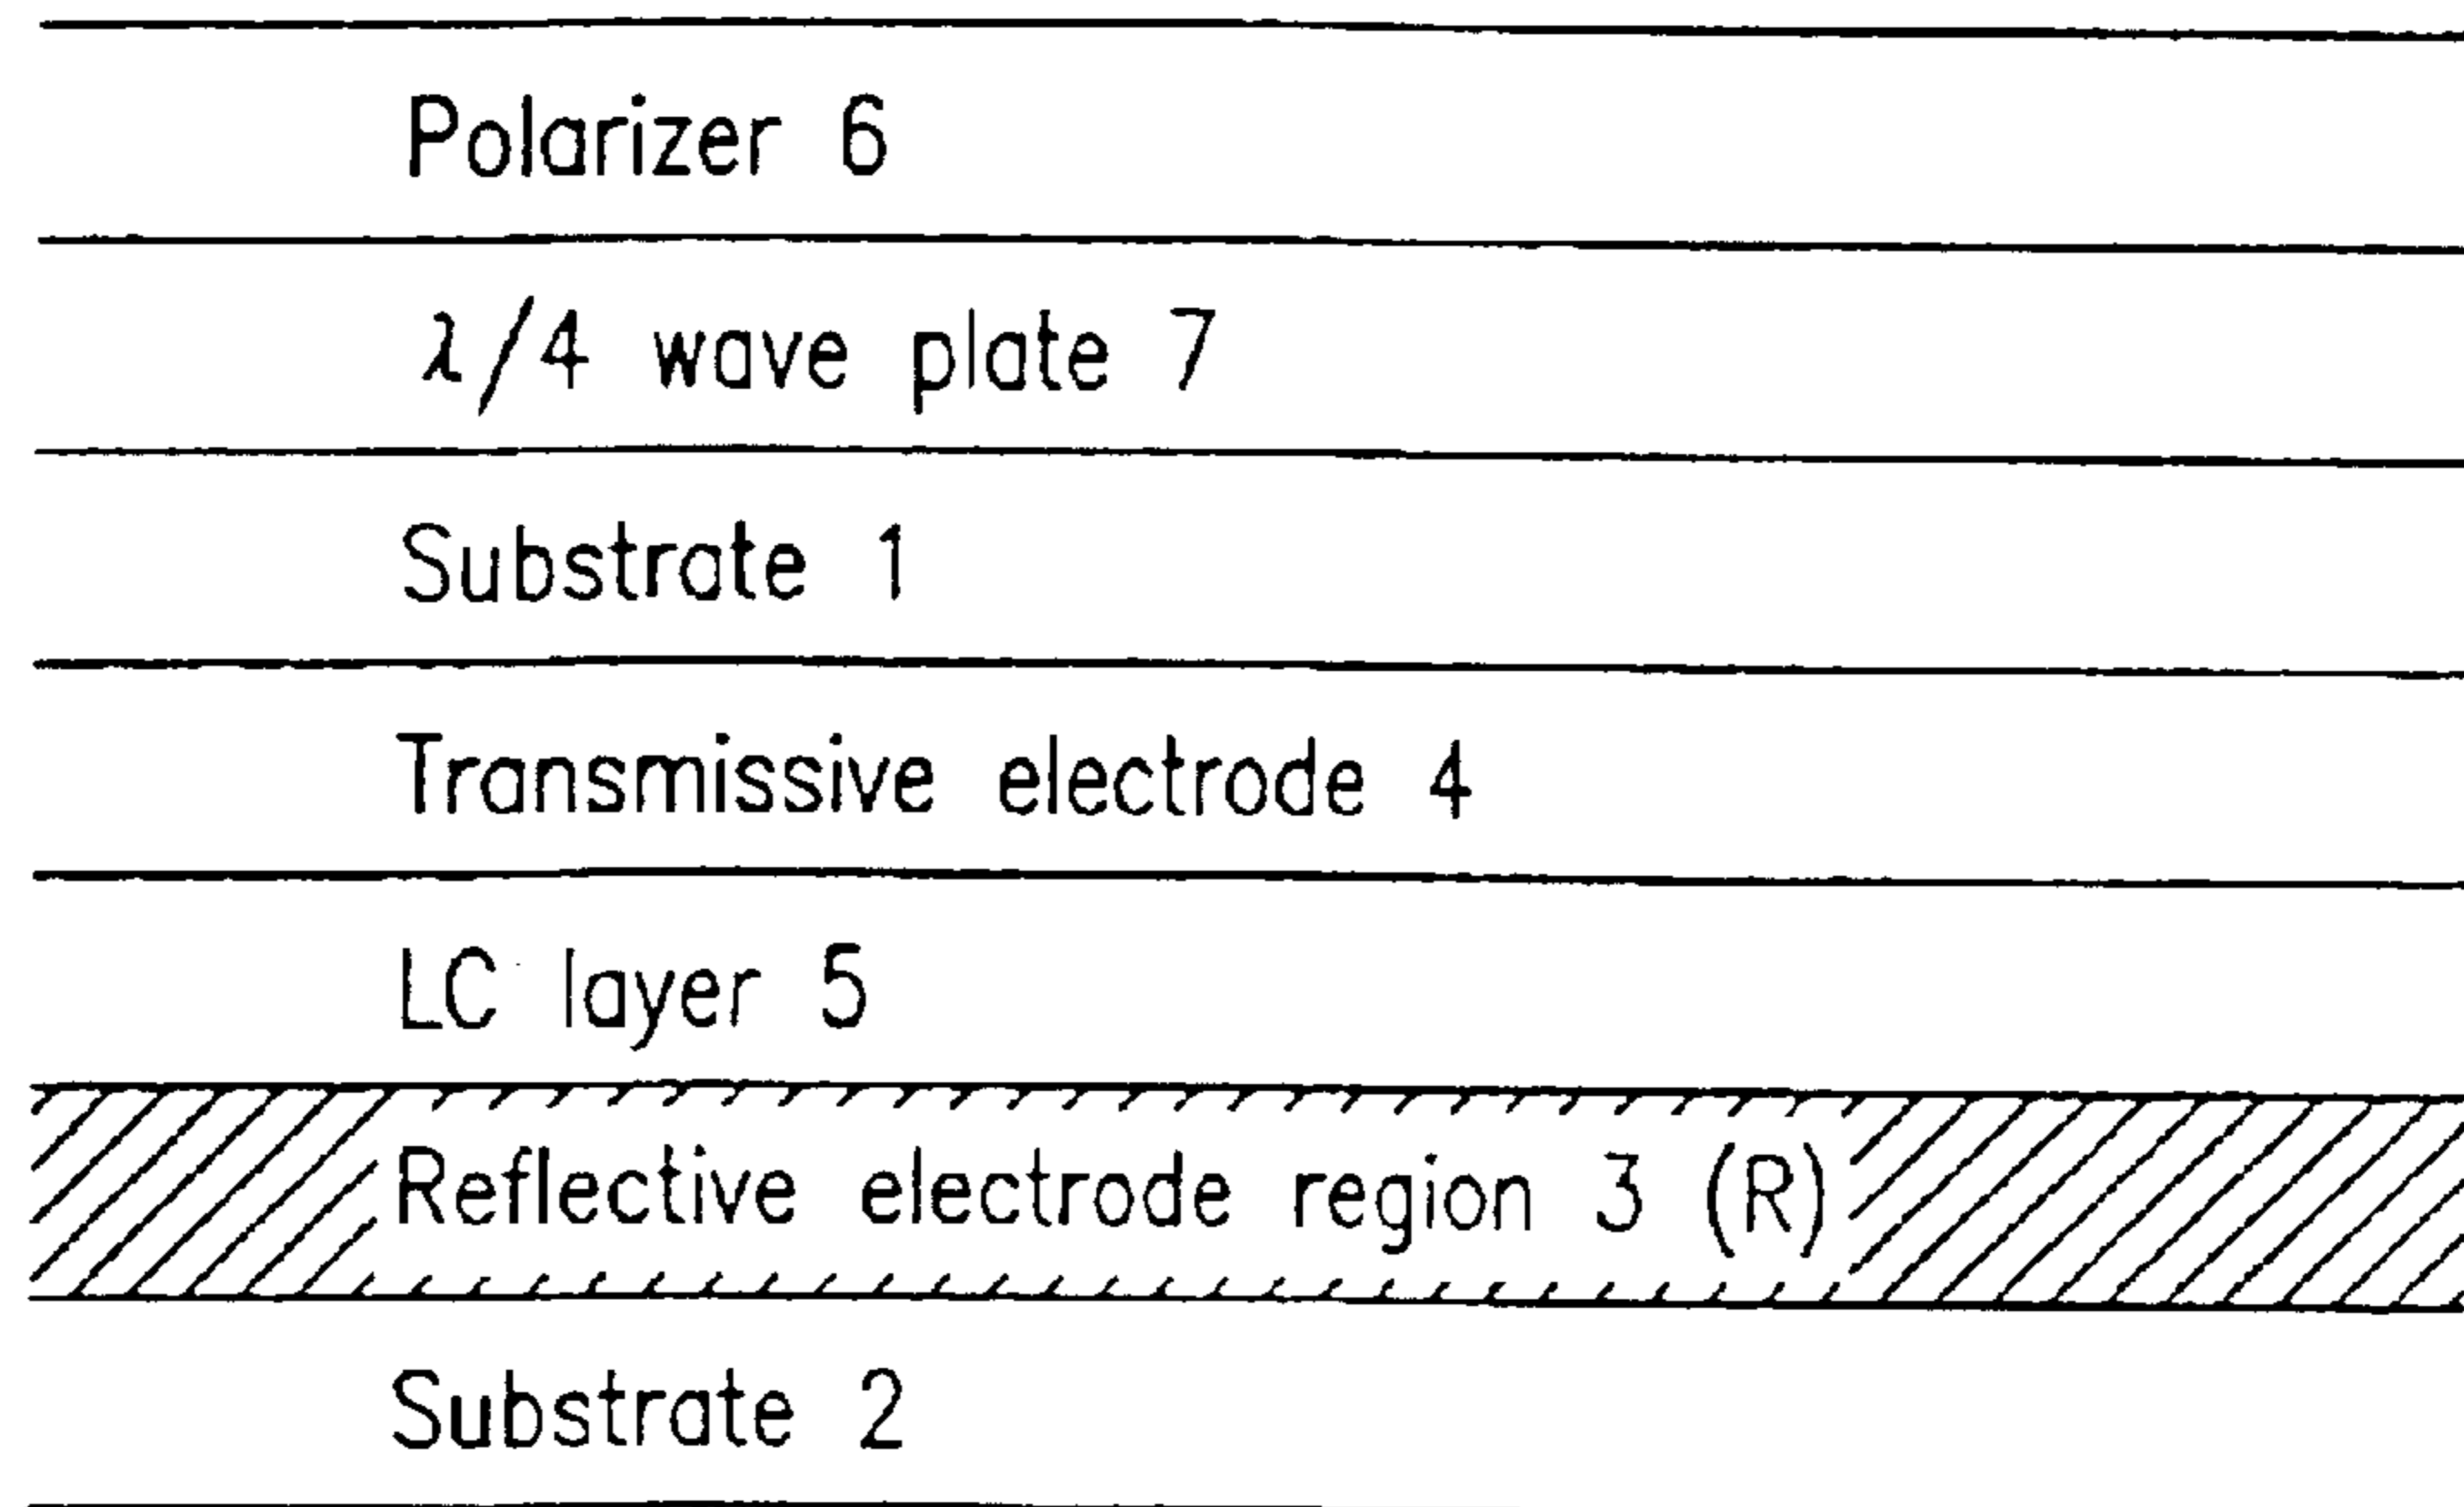 Polarizer 6
λ/4 wave plate 7
Substrate 1
Transmissive electrode 4
LC layer 5
Reflective electrode region 3 (R)
Substrate 2